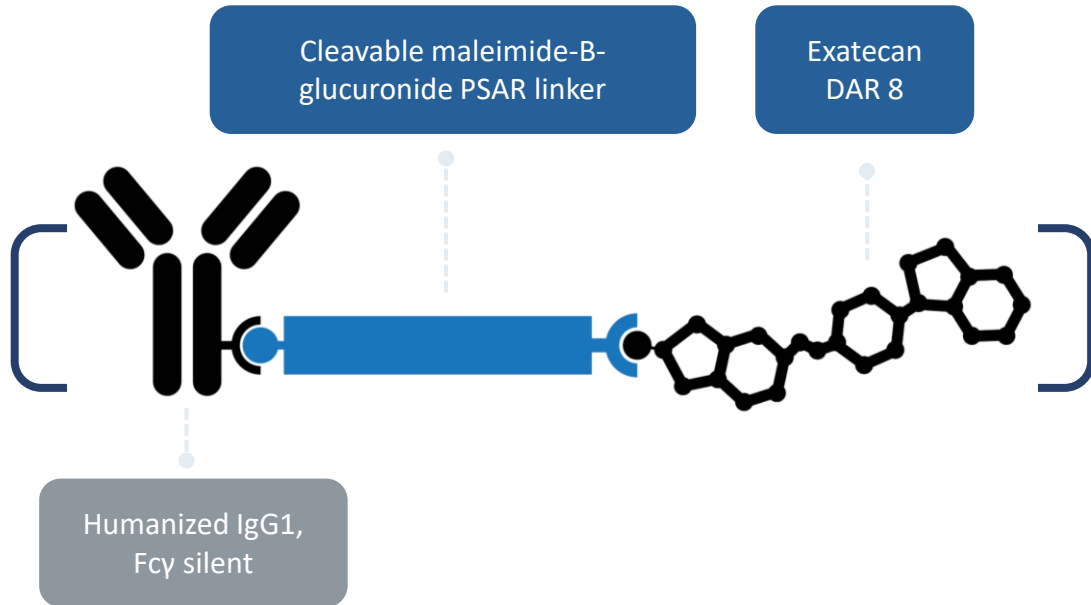 Cleavable maleimide-B-
glucuronide PSAR linker
Exatecan
DAR 8
Humanized IgG1,
Fcγ silent